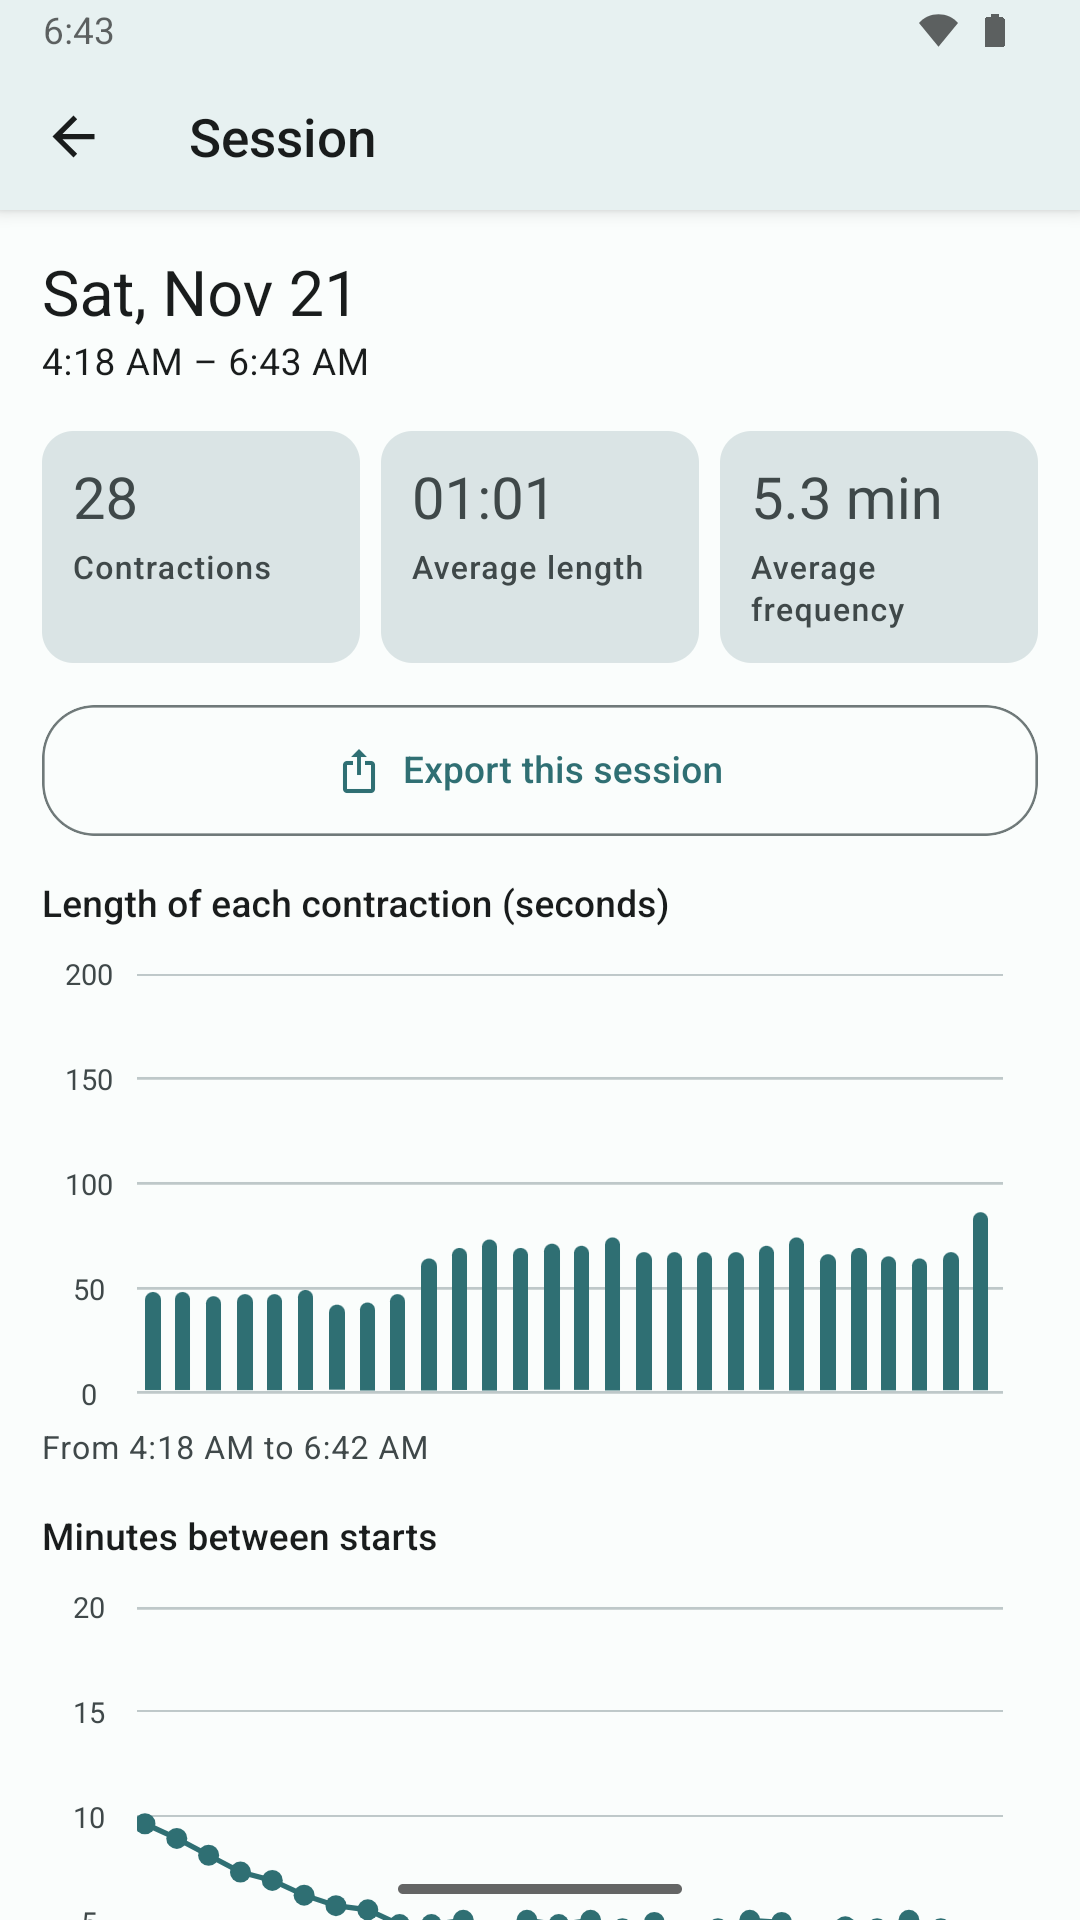 6:43
Session
Sat, Nov 21
4:18 AM – 6:43 AM
28
Contractions
01:01
Average length
5.3 min
Average
frequency
Export this session
Length of each contraction (seconds)
200
150
100
50
0
From 4:18 AM to 6:42 AM
Minutes between starts
20
15
10
5